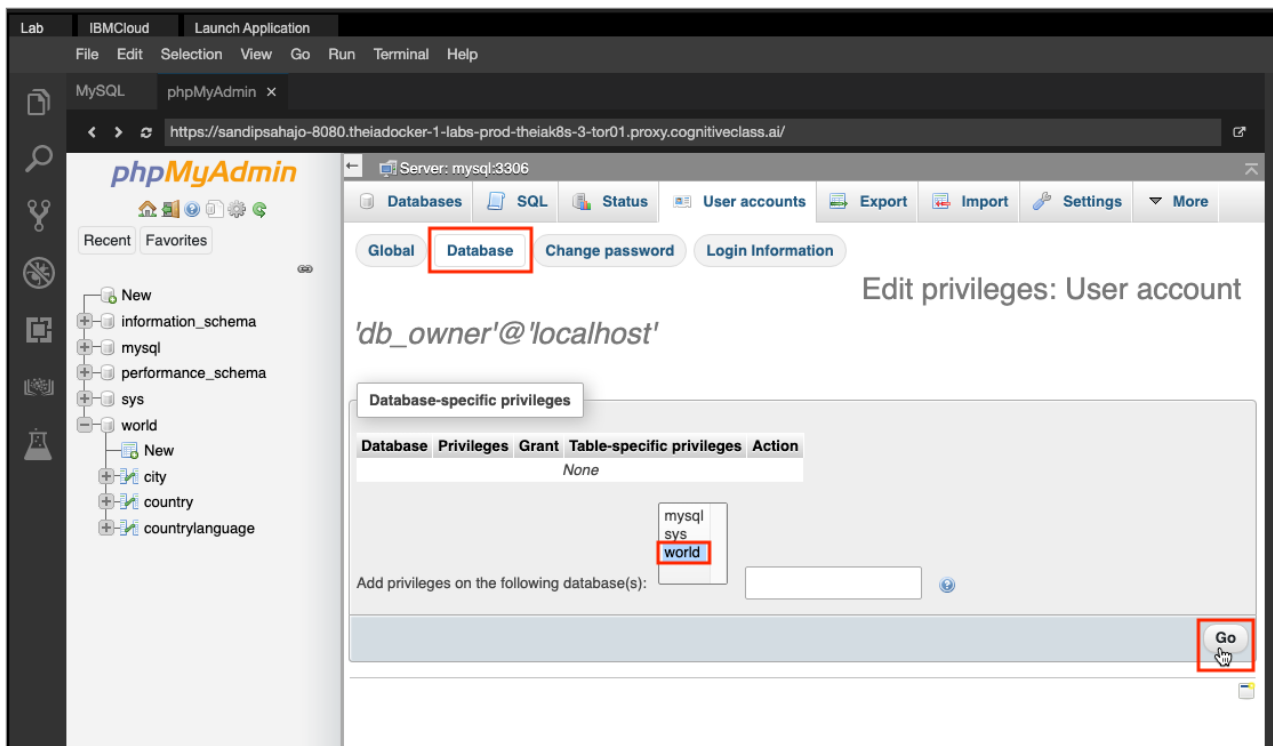 Lab IBMCloud Launch Application
File Edit Selection View Go Run Terminal Help
MySQL phpMyAdmin ×
https://sandipsahajo-8080.theiadocker-1-labs-prod-theiak8s-3-tor01.proxy.cognitiveclass.ai/
phpMyAdmin
Recent Favorites
New
information_schema
mysql
performance_schema
sys
world
New
city
country
countrylanguage
Server: mysql:3306
Databases SQL Status User accounts Export Import Settings More
Global Database Change password Login Information
Edit privileges: User account
'db_owner'@'localhost'
Database-specific privileges
Database Privileges Grant Table-specific privileges Action
None
mysql
sys
world
Add privileges on the following database(s):
Go